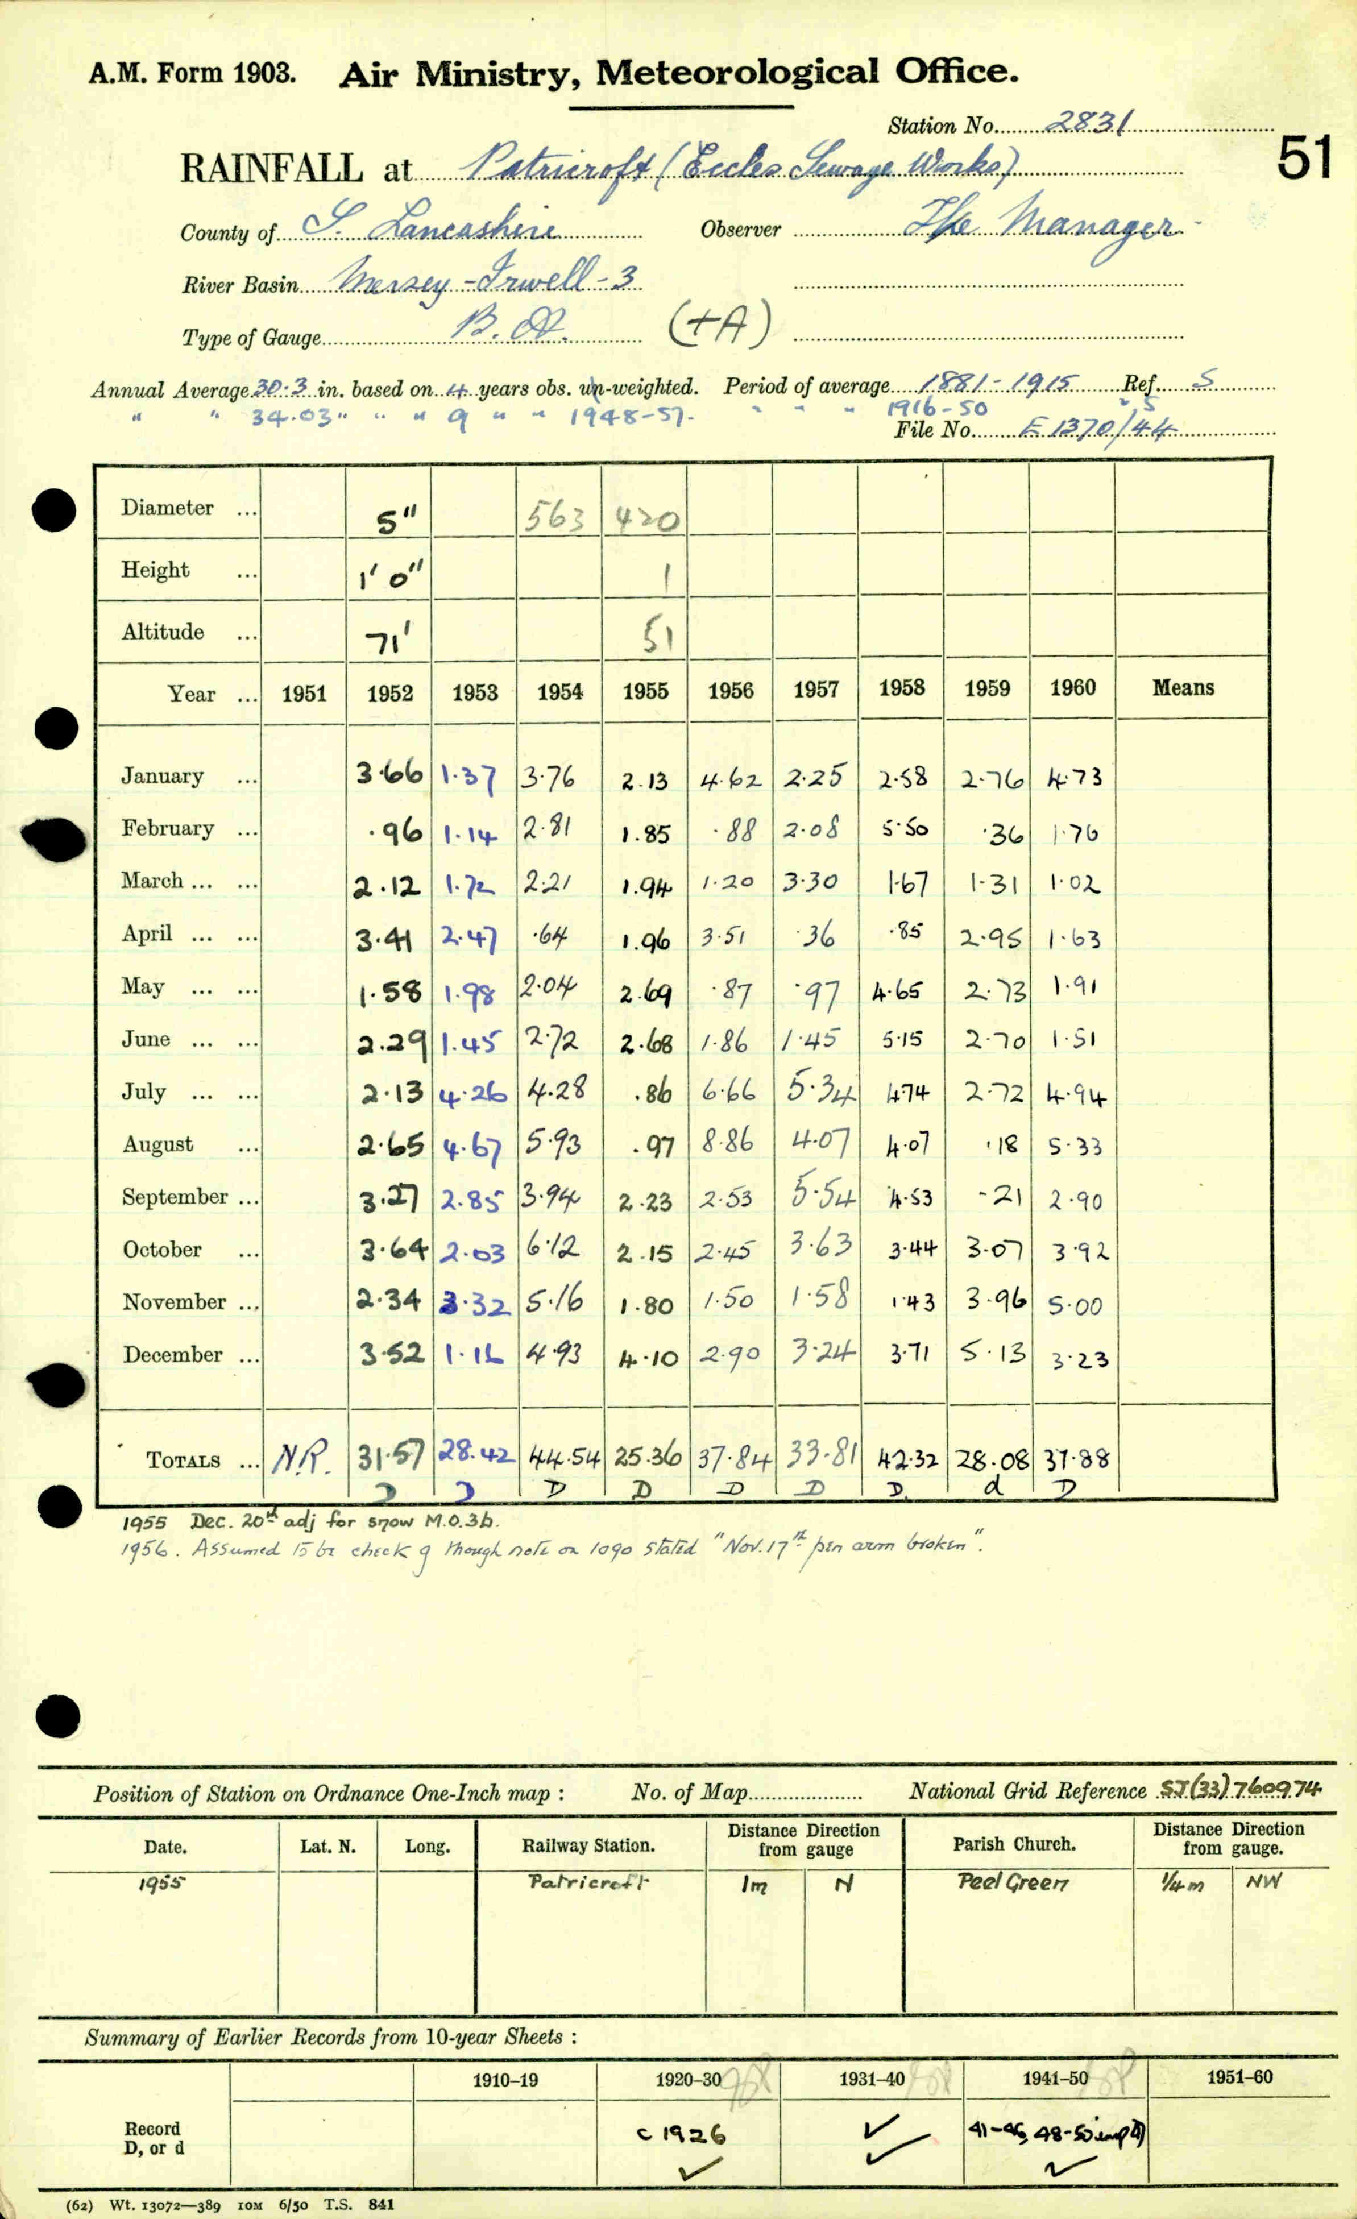 A.M. Form 1903. Air Ministry, Meteorological Office.
Station No. 2831
51
RAINFALL at Patricroft (Eccles Sewage Works)
County of S. Lancashire Observer The Manager
River Basin Mersey - Irwell - 3
Type of Gauge B.O. (+A)
Annual Average 30.3 in. based on 4 years obs. un-weighted. Period of average 1881-1915 Ref. S
" " 34.03 " " " 9 " " 1948-57. " " " 1916-50 " S
File No. E 1370/44
Diameter ... 5" 563 420
Height ... 1' 0" 1
Altitude ... 71' 51
Year ... 1951 1952 1953 1954 1955 1956 1957 1958 1959 1960 Means
January ... 3.66 1.37 3.76 2.13 4.62 2.25 2.58 2.76 4.73
February ... .96 1.14 2.81 1.85 .88 2.08 5.50 .36 1.76
March ... ... 2.12 1.72 2.21 1.94 1.20 3.30 1.67 1.31 1.02
April ... ... 3.41 2.47 .64 1.96 3.51 .36 .85 2.95 1.63
May ... ... 1.58 1.98 2.04 2.69 .87 .97 4.65 2.73 1.91
June ... ... 2.29 1.45 2.72 2.68 1.86 1.45 5.15 2.70 1.51
July ... ... 2.13 4.26 4.28 .86 6.66 5.34 4.74 2.72 4.94
August ... 2.65 4.67 5.93 .97 8.86 4.07 4.07 .18 5.33
September ... 3.27 2.85 3.94 2.23 2.53 5.54 4.53 .21 2.90
October ... 3.64 2.03 6.12 2.15 2.45 3.63 3.44 3.07 3.92
November ... 2.34 3.32 5.16 1.80 1.50 1.58 1.43 3.96 5.00
December ... 3.52 1.16 4.93 4.10 2.90 3.24 3.71 5.13 3.23
TOTALS ... N.R. 31.57 28.42 44.54 25.36 37.84 33.81 42.32 28.08 37.88
D D D D D D D. d D
1955 Dec. 20th adj for snow M.O.3b.
1956. Assumed to be check g though note on 1090 stated "Nov. 17th pen arm broken".
Position of Station on Ordnance One-Inch map : No. of Map National Grid Reference SJ(33)760974
Date. Lat. N. Long. Railway Station. Distance from Direction gauge Parish Church. Distance from Direction gauge.
1955 Patricroft 1m N Peel Green 1/4 m NW
Summary of Earlier Records from 10-year Sheets :
1910–19 1920–30 1931–40 1941–50 1951–60
Record
D, or d c 1926 ✓ ✓ ✓ 41-46, 48-50 ✓
(62) Wt. 13072—389 10M 6/50 T.S. 841